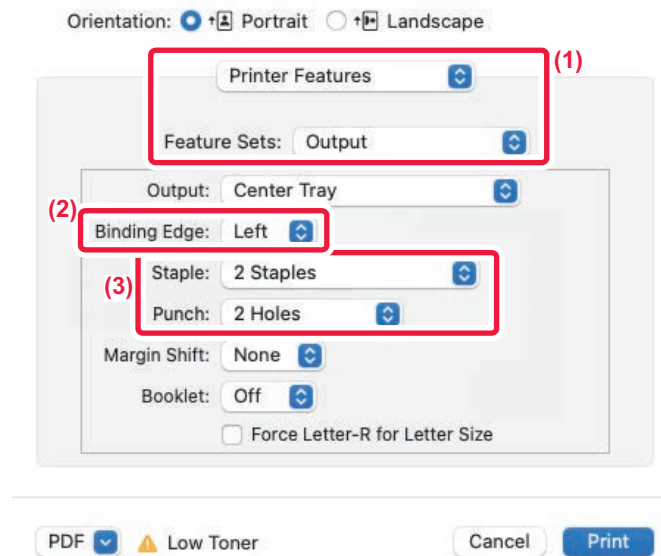 Orientation: Portrait Landscape
(1)
Printer Features
Feature Sets: Output
Output: Center Tray
(2)
Binding Edge: Left
(3)
Staple: 2 Staples
Punch: 2 Holes
Margin Shift: None
Booklet: Off
Force Letter-R for Letter Size
PDF Low Toner Cancel Print